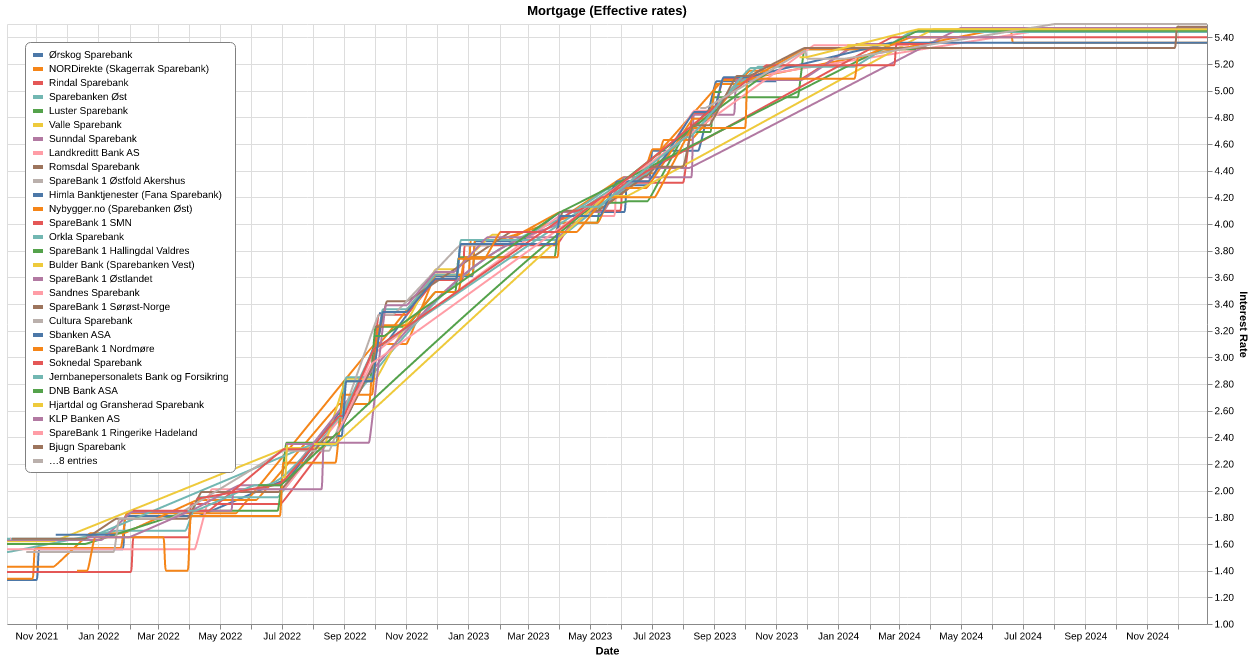 Mortgage (Effective rates)
Ørskog Sparebank
NORDirekte (Skagerrak Sparebank)
Rindal Sparebank
Sparebanken Øst
Luster Sparebank
Valle Sparebank
Sunndal Sparebank
Landkreditt Bank AS
Romsdal Sparebank
SpareBank 1 Østfold Akershus
Himla Banktjenester (Fana Sparebank)
Nybygger.no (Sparebanken Øst)
SpareBank 1 SMN
Orkla Sparebank
SpareBank 1 Hallingdal Valdres
Bulder Bank (Sparebanken Vest)
SpareBank 1 Østlandet
Sandnes Sparebank
SpareBank 1 Sørøst-Norge
Cultura Sparebank
Sbanken ASA
SpareBank 1 Nordmøre
Soknedal Sparebank
Jernbanepersonalets Bank og Forsikring
DNB Bank ASA
Hjartdal og Gransherad Sparebank
KLP Banken AS
SpareBank 1 Ringerike Hadeland
Bjugn Sparebank
…8 entries
5.40
5.20
5.00
4.80
4.60
4.40
4.20
4.00
3.80
3.60
3.40
3.20
3.00
2.80
2.60
2.40
2.20
2.00
1.80
1.60
1.40
1.20
1.00
Interest Rate
Nov 2021 Jan 2022 Mar 2022 May 2022 Jul 2022 Sep 2022 Nov 2022 Jan 2023 Mar 2023 May 2023 Jul 2023 Sep 2023 Nov 2023 Jan 2024 Mar 2024 May 2024 Jul 2024 Sep 2024 Nov 2024
Date